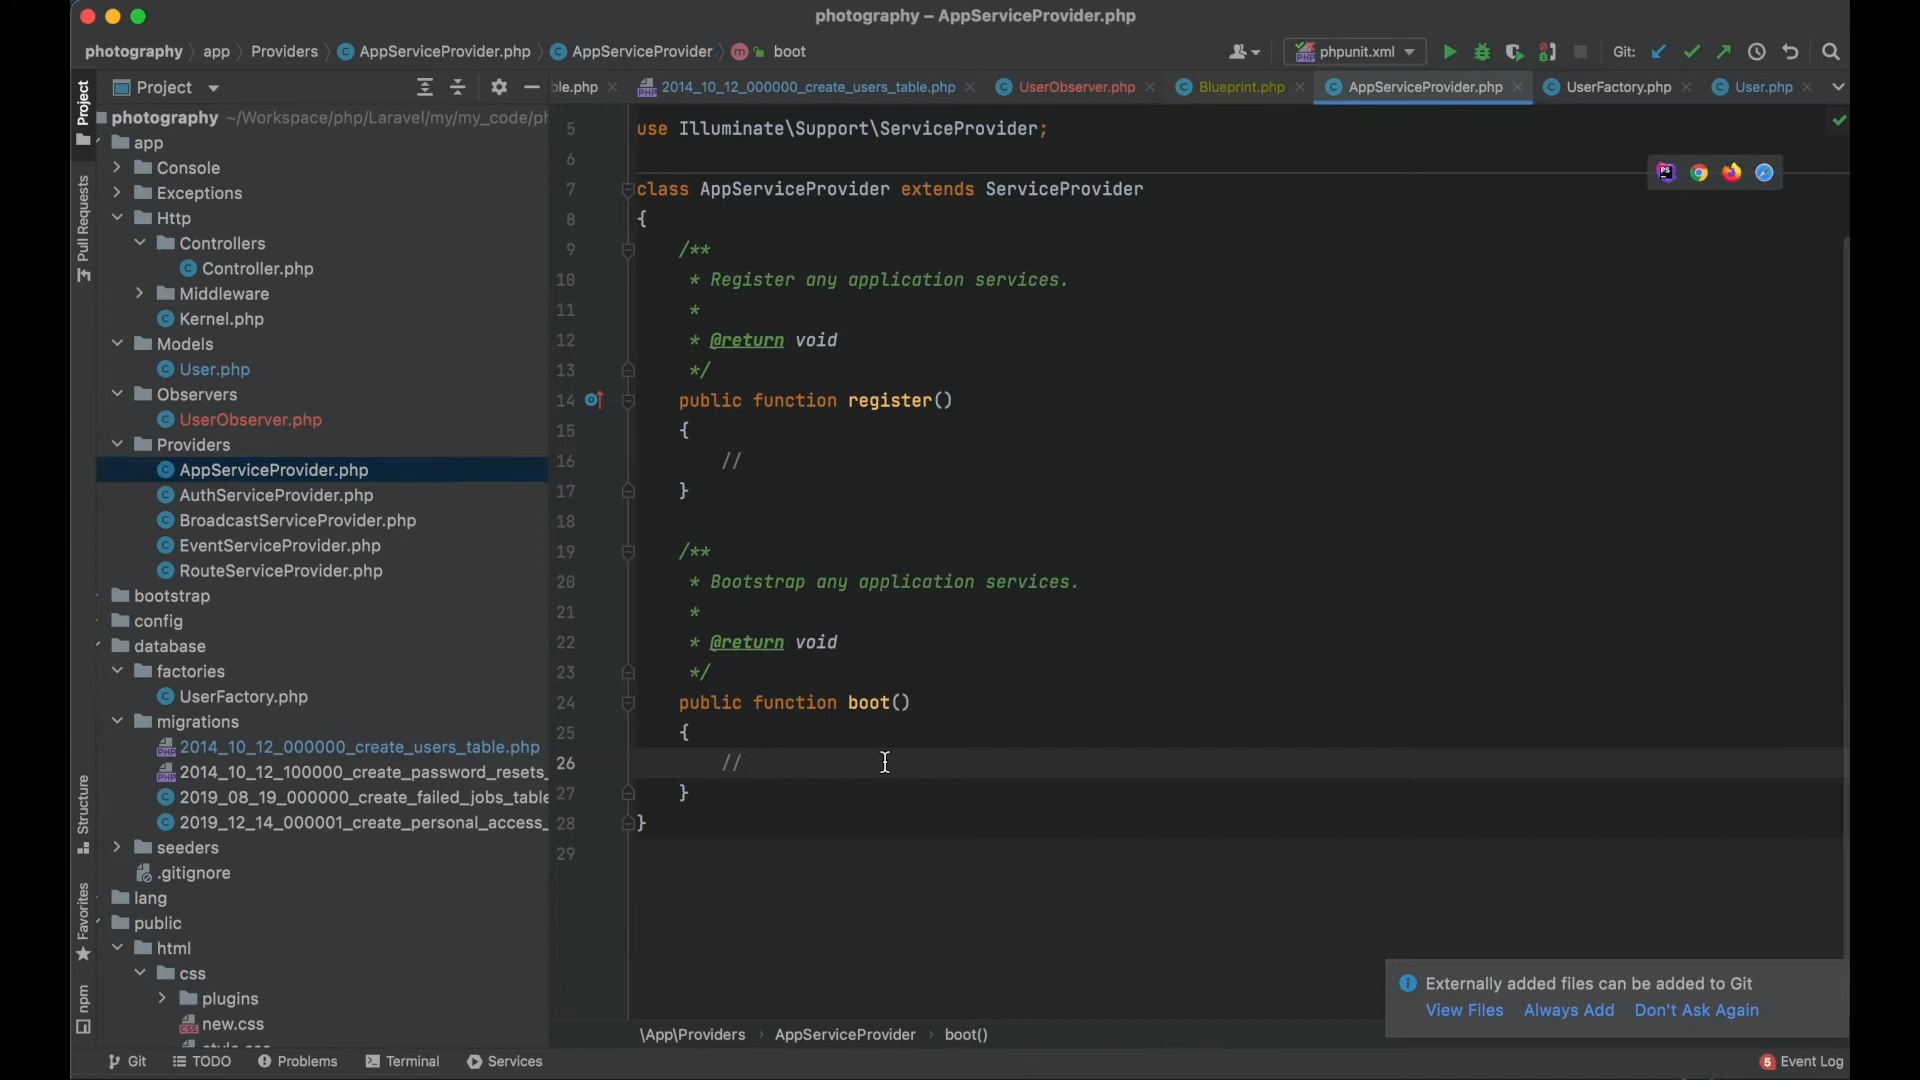 photography – AppServiceProvider.php
photography app Providers AppServiceProvider.php AppServiceProvider m boot
phpunit.xml Git:
Project
ble.php 2014_10_12_000000_create_users_table.php UserObserver.php Blueprint.php AppServiceProvider.php UserFactory.php User.php
Project
Pull Requests
Structure
Favorites
npm
photography ~/Workspace/php/Laravel/my/my_code/ph
app
Console
Exceptions
Http
Controllers
Controller.php
Middleware
Kernel.php
Models
User.php
Observers
UserObserver.php
Providers
AppServiceProvider.php
AuthServiceProvider.php
BroadcastServiceProvider.php
EventServiceProvider.php
RouteServiceProvider.php
bootstrap
config
database
factories
UserFactory.php
migrations
2014_10_12_000000_create_users_table.php
2014_10_12_100000_create_password_resets_
2019_08_19_000000_create_failed_jobs_table
2019_12_14_000001_create_personal_access_
seeders
.gitignore
lang
public
html
css
plugins
new.css
5 use Illuminate\Support\ServiceProvider;
6
7 class AppServiceProvider extends ServiceProvider
8 {
9 /**
10 * Register any application services.
11 *
12 * @return void
13 */
14 public function register()
15 {
16 //
17 }
18
19 /**
20 * Bootstrap any application services.
21 *
22 * @return void
23 */
24 public function boot()
25 {
26 //
27 }
28 }
29
Externally added files can be added to Git
View Files Always Add Don't Ask Again
\App\Providers AppServiceProvider boot()
Git TODO Problems Terminal Services
5 Event Log